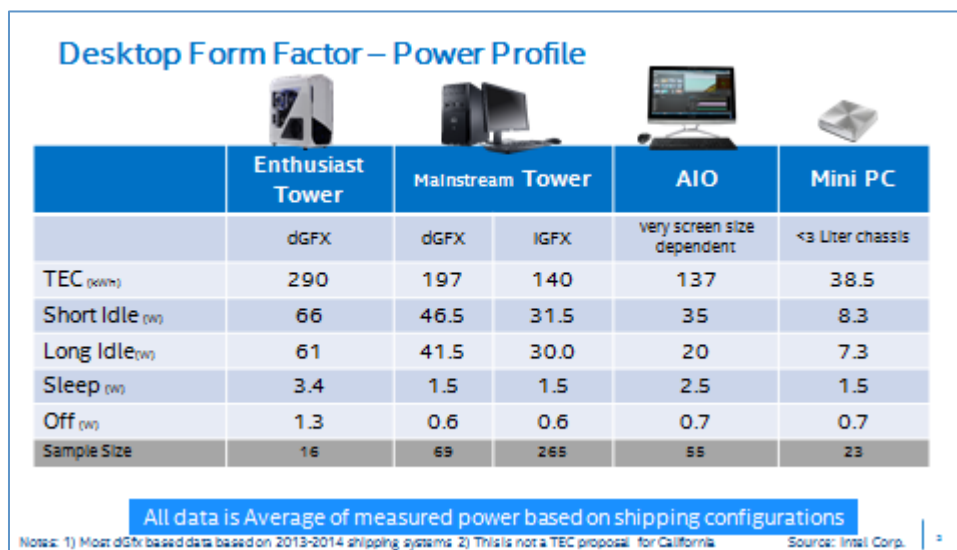 Desktop Form Factor – Power Profile
Enthusiast Tower Mainstream Tower AIO Mini PC
dGFX dGFX iGFX very screen size dependent <3 Liter chassis
TEC (kWh) 290 197 140 137 38.5
Short Idle (W) 66 46.5 31.5 35 8.3
Long Idle(W) 61 41.5 30.0 20 7.3
Sleep (W) 3.4 1.5 1.5 2.5 1.5
Off (W) 1.3 0.6 0.6 0.7 0.7
Sample Size 16 69 265 55 23
All data is Average of measured power based on shipping configurations
Notes: 1) Most dGfx based data based on 2013-2014 shipping systems 2) This is not a TEC proposal for California Source: Intel Corp.